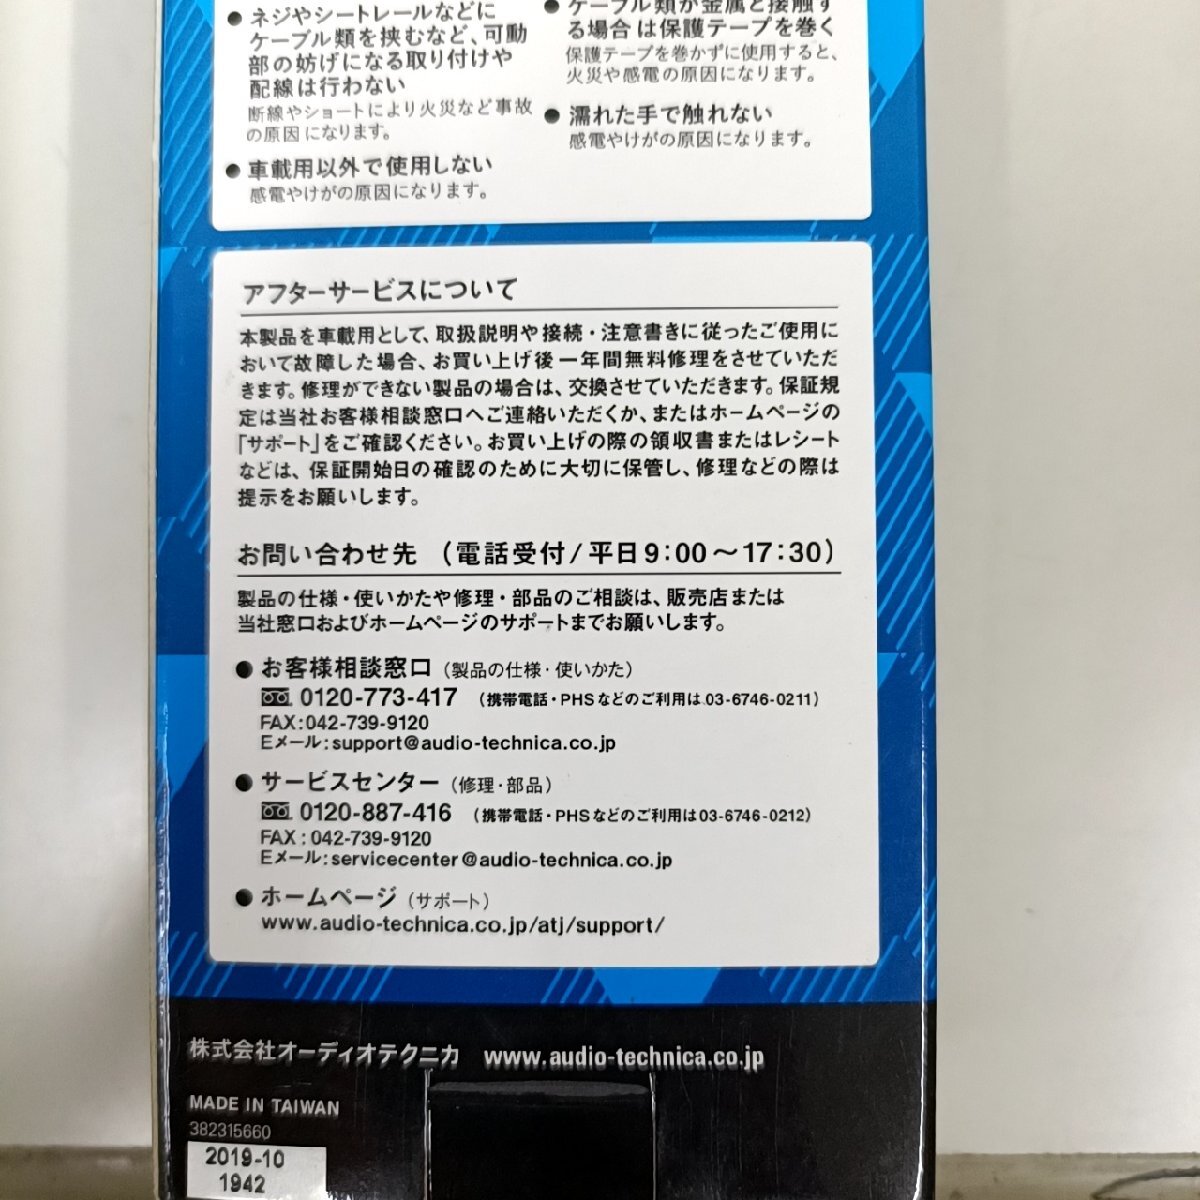 ● ネジやシートレールなどに
ケーブル類を挟むなど、可動
部の妨げになる取り付けや
配線は行わない
断線やショートにより火災など事故
の原因になります。
● 車載用以外で使用しない
感電やけがの原因になります。
● ケーブル類が金属と接触す
る場合は保護テープを巻く
保護テープを巻かずに使用すると、
火災や感電の原因になります。
● 濡れた手で触れない
感電やけがの原因になります。
アフターサービスについて
本製品を車載用として、取扱説明や接続・注意書きに従ったご使用に
おいて故障した場合、お買い上げ後一年間無料修理をさせていただ
きます。修理ができない製品の場合は、交換させていただきます。保証規
定は当社お客様相談窓口へご連絡いただくか、またはホームページの
「サポート」をご確認ください。お買い上げの際の領収書またはレシート
などは、保証開始日の確認のために大切に保管し、修理などの際は
提示をお願いします。
お問い合わせ先 （電話受付/平日9:00〜17:30）
製品の仕様・使いかたや修理・部品のご相談は、販売店または
当社窓口およびホームページのサポートまでお願いします。
● お客様相談窓口（製品の仕様・使いかた）
0120-773-417 （携帯電話・PHSなどのご利用は 03-6746-0211）
FAX:042-739-9120
Eメール:support@audio-technica.co.jp
● サービスセンター（修理・部品）
0120-887-416 （携帯電話・PHSなどのご利用は03-6746-0212）
FAX:042-739-9120
Eメール:servicecenter@audio-technica.co.jp
● ホームページ（サポート）
www.audio-technica.co.jp/atj/support/
株式会社オーディオテクニカ www.audio-technica.co.jp
MADE IN TAIWAN
382315660
2019-10
1942